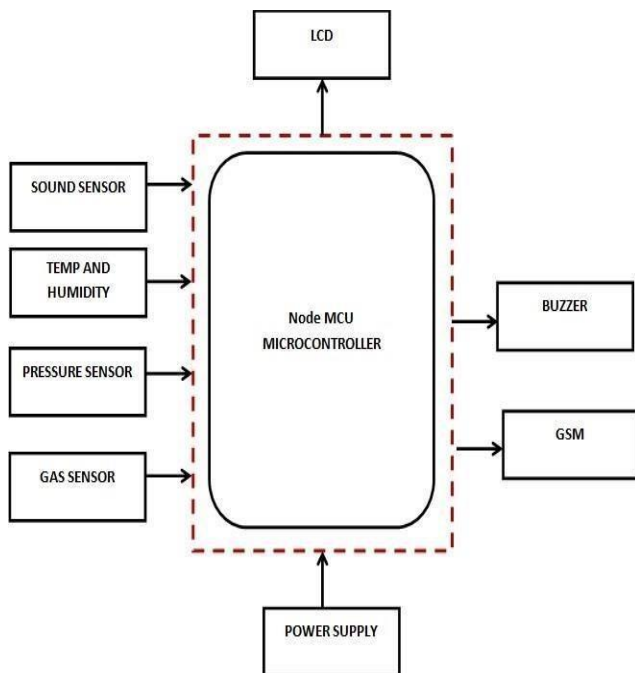 LCD
SOUND SENSOR
TEMP AND
HUMIDITY
PRESSURE SENSOR
GAS SENSOR
Node MCU
MICROCONTROLLER
BUZZER
GSM
POWER SUPPLY